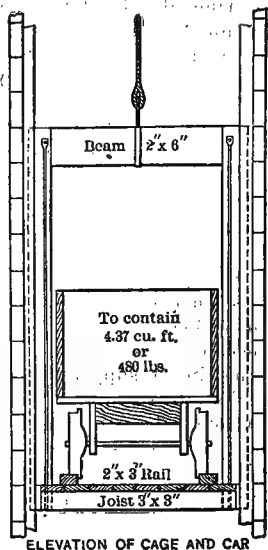 Beam 2"x 6"
To contain
4.37 cu. ft.
or
480 lbs.
2"x 3" Rail
Joist 3"x 3"
ELEVATION OF CAGE AND CAR